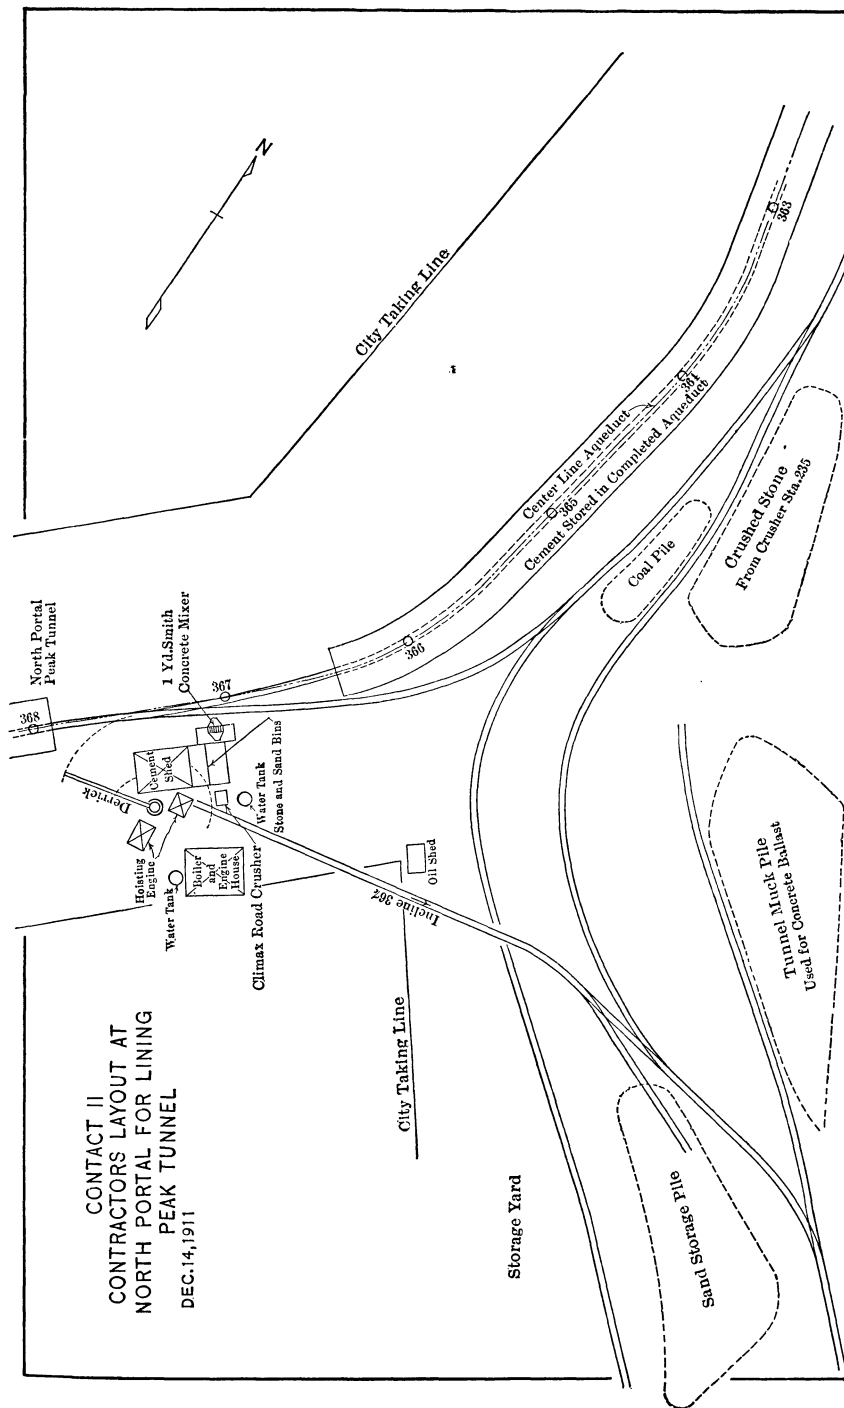 CONTACT II
CONTRACTORS LAYOUT AT
NORTH PORTAL FOR LINING
PEAK TUNNEL
DEC.14,1911
N
City Taking Line
North Portal
Peak Tunnel
1 Yd.Smith
Concrete Mixer
368
367
366
365
364
363
Center Line Aqueduct
Cement Stored in Completed Aqueduct
Coal Pile
Crushed Stone
From Crusher Sta.235
Derrick
Cement
Shed
Stone and Sand Bins
Water Tank
Hoisting
Engine
Water Tank
Boiler
and
Engine
House
Climax Road Crusher
Oil Shed
Incline 36%
City Taking Line
Storage Yard
Sand Storage Pile
Tunnel Muck Pile
Used for Concrete Ballast